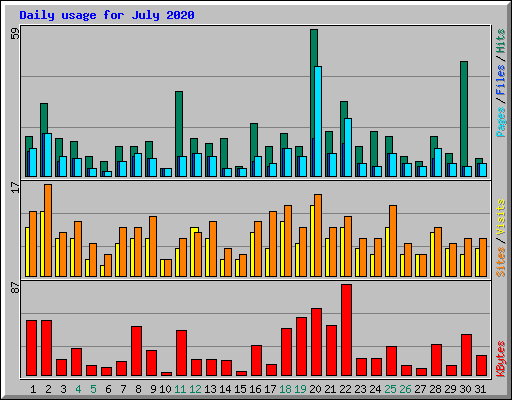 Daily usage for July 2020
59
Pages / Files / Hits
17
Sites / Visits
87
KBytes
1 2 3 4 5 6 7 8 9 10 11 12 13 14 15 16 17 18 19 20 21 22 23 24 25 26 27 28 29 30 31